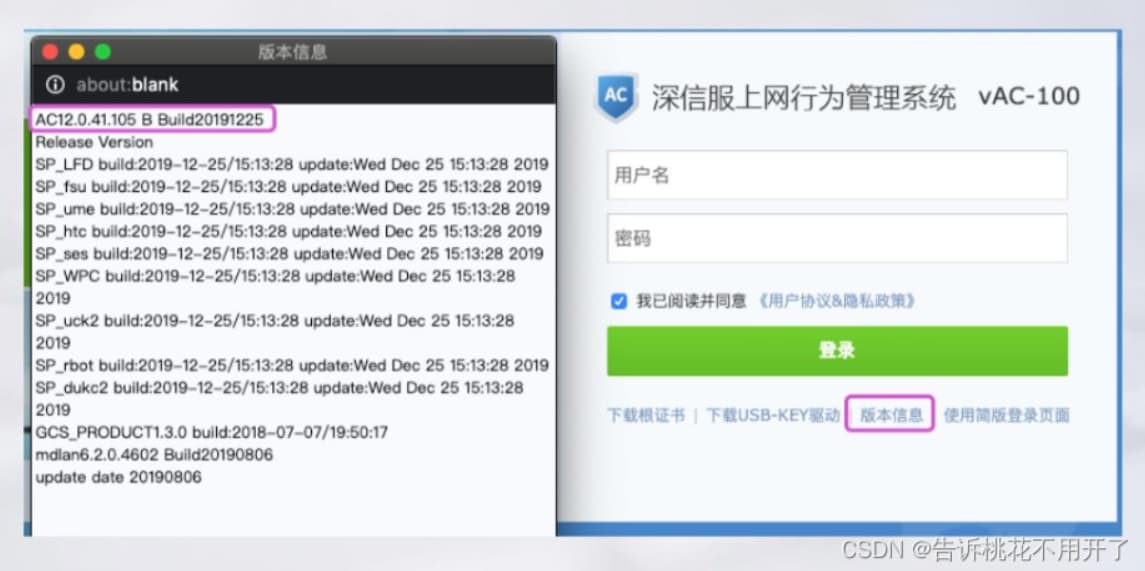 版本信息
about:blank
AC12.0.41.105 B Build20191225
Release Version
SP_LFD build:2019-12-25/15:13:28 update:Wed Dec 25 15:13:28 2019
SP_fsu build:2019-12-25/15:13:28 update:Wed Dec 25 15:13:28 2019
SP_ume build:2019-12-25/15:13:28 update:Wed Dec 25 15:13:28 2019
SP_htc build:2019-12-25/15:13:28 update:Wed Dec 25 15:13:28 2019
SP_ses build:2019-12-25/15:13:28 update:Wed Dec 25 15:13:28 2019
SP_WPC build:2019-12-25/15:13:28 update:Wed Dec 25 15:13:28
2019
SP_uck2 build:2019-12-25/15:13:28 update:Wed Dec 25 15:13:28
2019
SP_rbot build:2019-12-25/15:13:28 update:Wed Dec 25 15:13:28 2019
SP_dukc2 build:2019-12-25/15:13:28 update:Wed Dec 25 15:13:28
2019
GCS_PRODUCT1.3.0 build:2018-07-07/19:50:17
mdlan6.2.0.4602 Build20190806
update date 20190806
AC 深信服上网行为管理系统 vAC-100
用户名
密码
我已阅读并同意 《用户协议&隐私政策》
登录
下载根证书 | 下载USB-KEY驱动 | 版本信息 使用简版登录页面
CSDN @告诉桃花不用开了